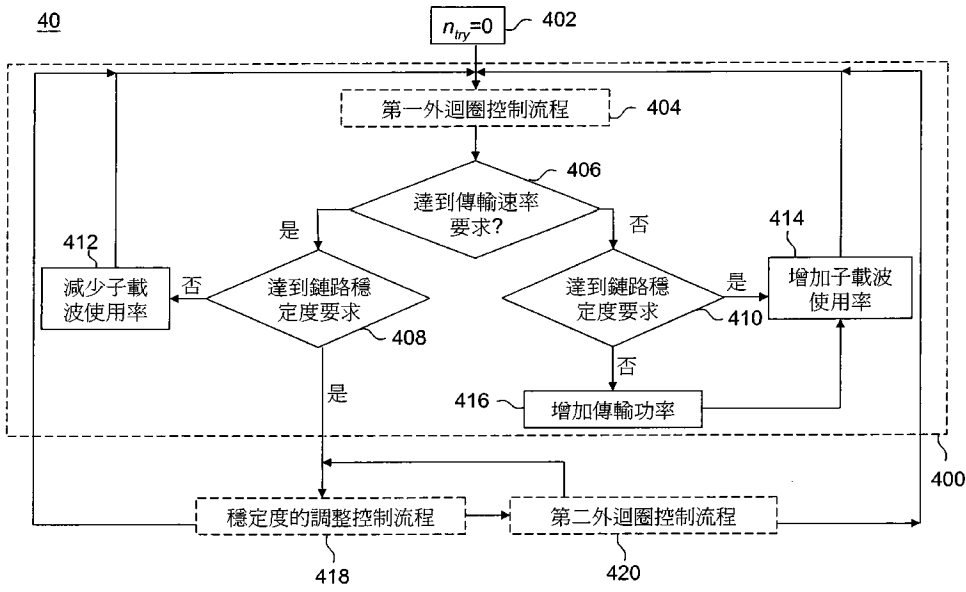 40
n_try=0
402
第一外迴圈控制流程
404
406
達到傳輸速率
要求?
是
否
412
減少子載
波使用率
否
達到鏈路穩
定度要求
408
達到鏈路穩
定度要求
410
是
414
增加子載波
使用率
是
否
416
增加傳輸功率
400
穩定度的調整控制流程
418
第二外迴圈控制流程
420